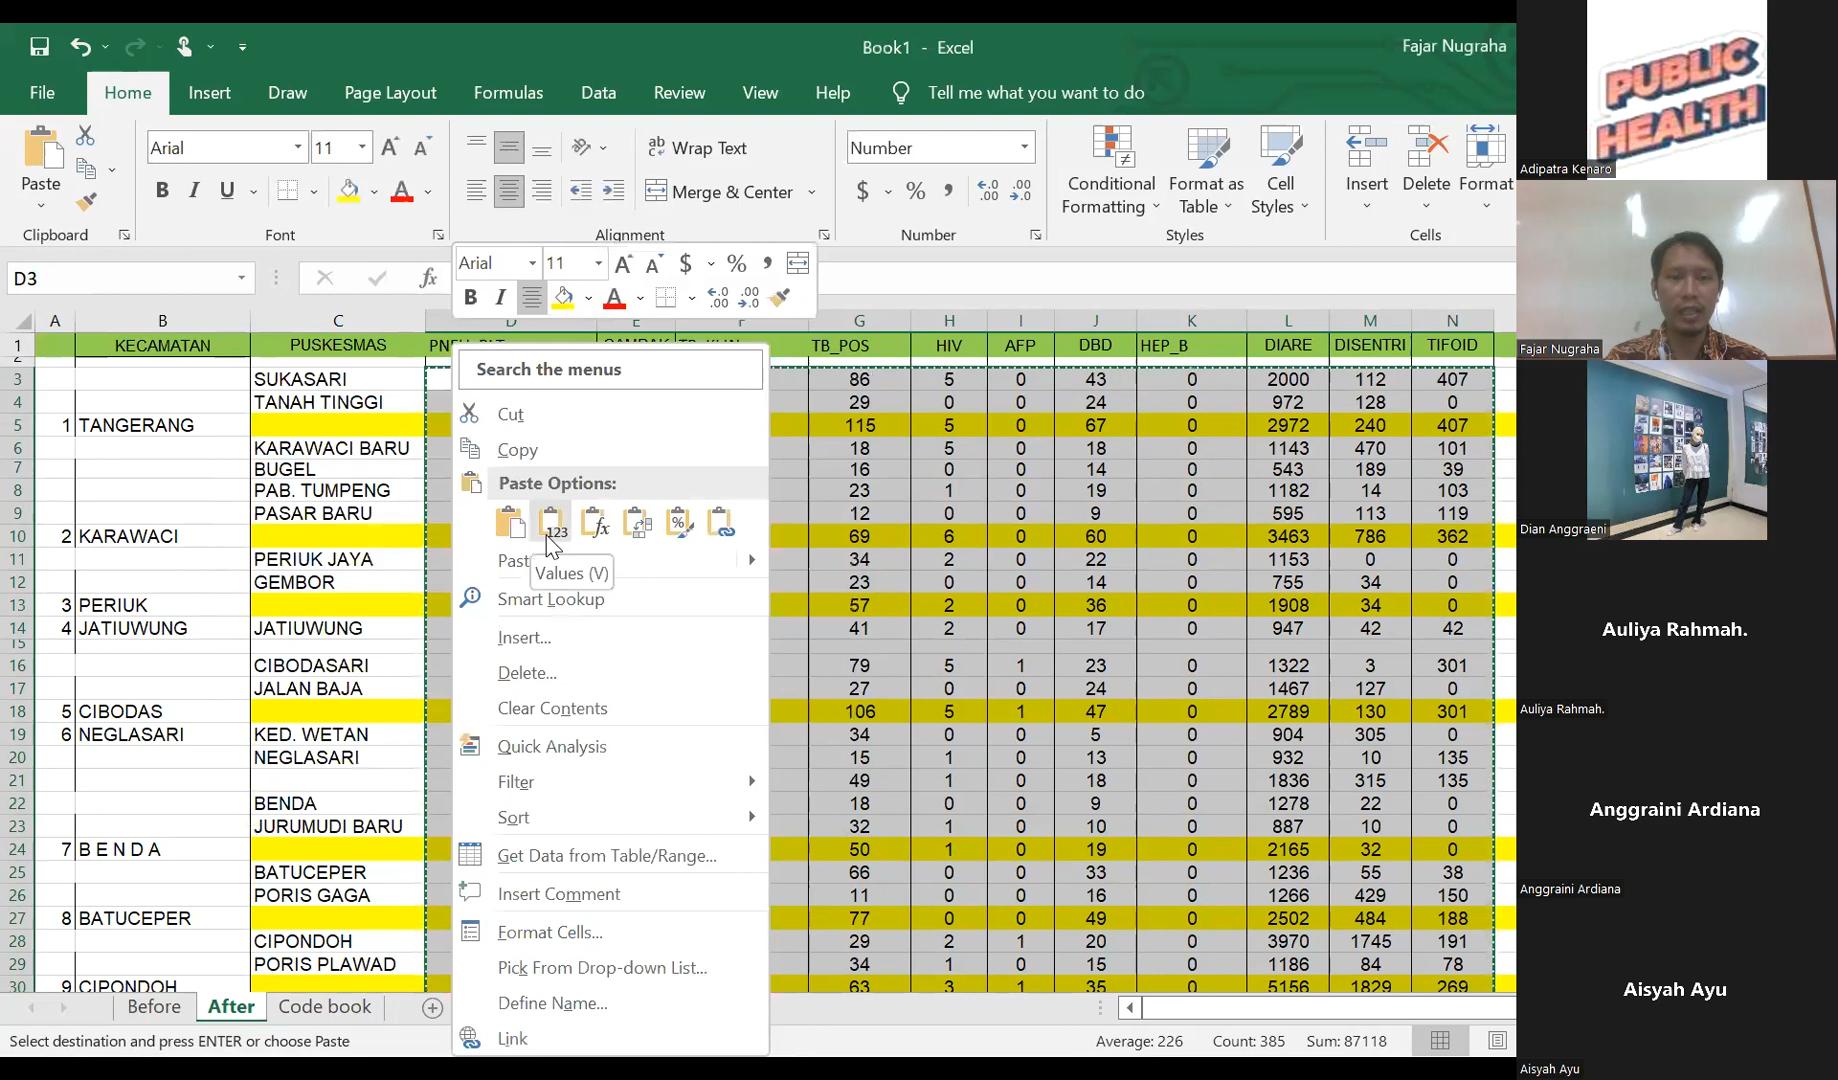 Book1 - Excel
Fajar Nugraha
File Home Insert Draw Page Layout Formulas Data Review View Help Tell me what you want to do
Paste
Arial 11
B I U
Wrap Text
Merge & Center
Number
$ % ,
Conditional Formatting
Format as Table
Cell Styles
Insert Delete Format
Clipboard Font Alignment Number Styles Cells
D3
fx
Arial 11 A A $ % ,
B I A
A B C D E F G H I J K L M N
1 KECAMATAN PUSKESMAS TB_POS HIV AFP DBD HEP_B DIARE DISENTRI TIFOID
2
3 SUKASARI 86 5 0 43 0 2000 112 407
4 TANAH TINGGI 29 0 0 24 0 972 128 0
5 1 TANGERANG 115 5 0 67 0 2972 240 407
6 KARAWACI BARU 18 5 0 18 0 1143 470 101
7 BUGEL 16 0 0 14 0 543 189 39
8 PAB. TUMPENG 23 1 0 19 0 1182 14 103
9 PASAR BARU 12 0 0 9 0 595 113 119
10 2 KARAWACI 69 6 0 60 0 3463 786 362
11 PERIUK JAYA 34 2 0 22 0 1153 0 0
12 GEMBOR 23 0 0 14 0 755 34 0
13 3 PERIUK 57 2 0 36 0 1908 34 0
14 4 JATIUWUNG JATIUWUNG 41 2 0 17 0 947 42 42
15
16 CIBODASARI 79 5 1 23 0 1322 3 301
17 JALAN BAJA 27 0 0 24 0 1467 127 0
18 5 CIBODAS 106 5 1 47 0 2789 130 301
19 6 NEGLASARI KED. WETAN 34 0 0 5 0 904 305 0
20 NEGLASARI 15 1 0 13 0 932 10 135
21 49 1 0 18 0 1836 315 135
22 BENDA 18 0 0 9 0 1278 22 0
23 JURUMUDI BARU 32 1 0 10 0 887 10 0
24 7 B E N D A 50 1 0 19 0 2165 32 0
25 BATUCEPER 66 0 0 33 0 1236 55 38
26 PORIS GAGA 11 0 0 16 0 1266 429 150
27 8 BATUCEPER 77 0 0 49 0 2502 484 188
28 CIPONDOH 29 2 1 20 0 3970 1745 191
29 PORIS PLAWAD 34 1 0 15 0 1186 84 78
30 9 CIPONDOH 63 3 1 35 0 5156 1829 269
Search the menus
Cut
Copy
Paste Options:
Past
Values (V)
Smart Lookup
Insert...
Delete...
Clear Contents
Quick Analysis
Filter
Sort
Get Data from Table/Range...
Insert Comment
Format Cells...
Pick From Drop-down List...
Define Name...
Link
Before After Code book
Select destination and press ENTER or choose Paste
Average: 226 Count: 385 Sum: 87118
PUBLIC
HEALTH
Adipatra Kenaro
Fajar Nugraha
Dian Anggraeni
Auliya Rahmah.
Auliya Rahmah.
Anggraini Ardiana
Anggraini Ardiana
Aisyah Ayu
Aisyah Ayu